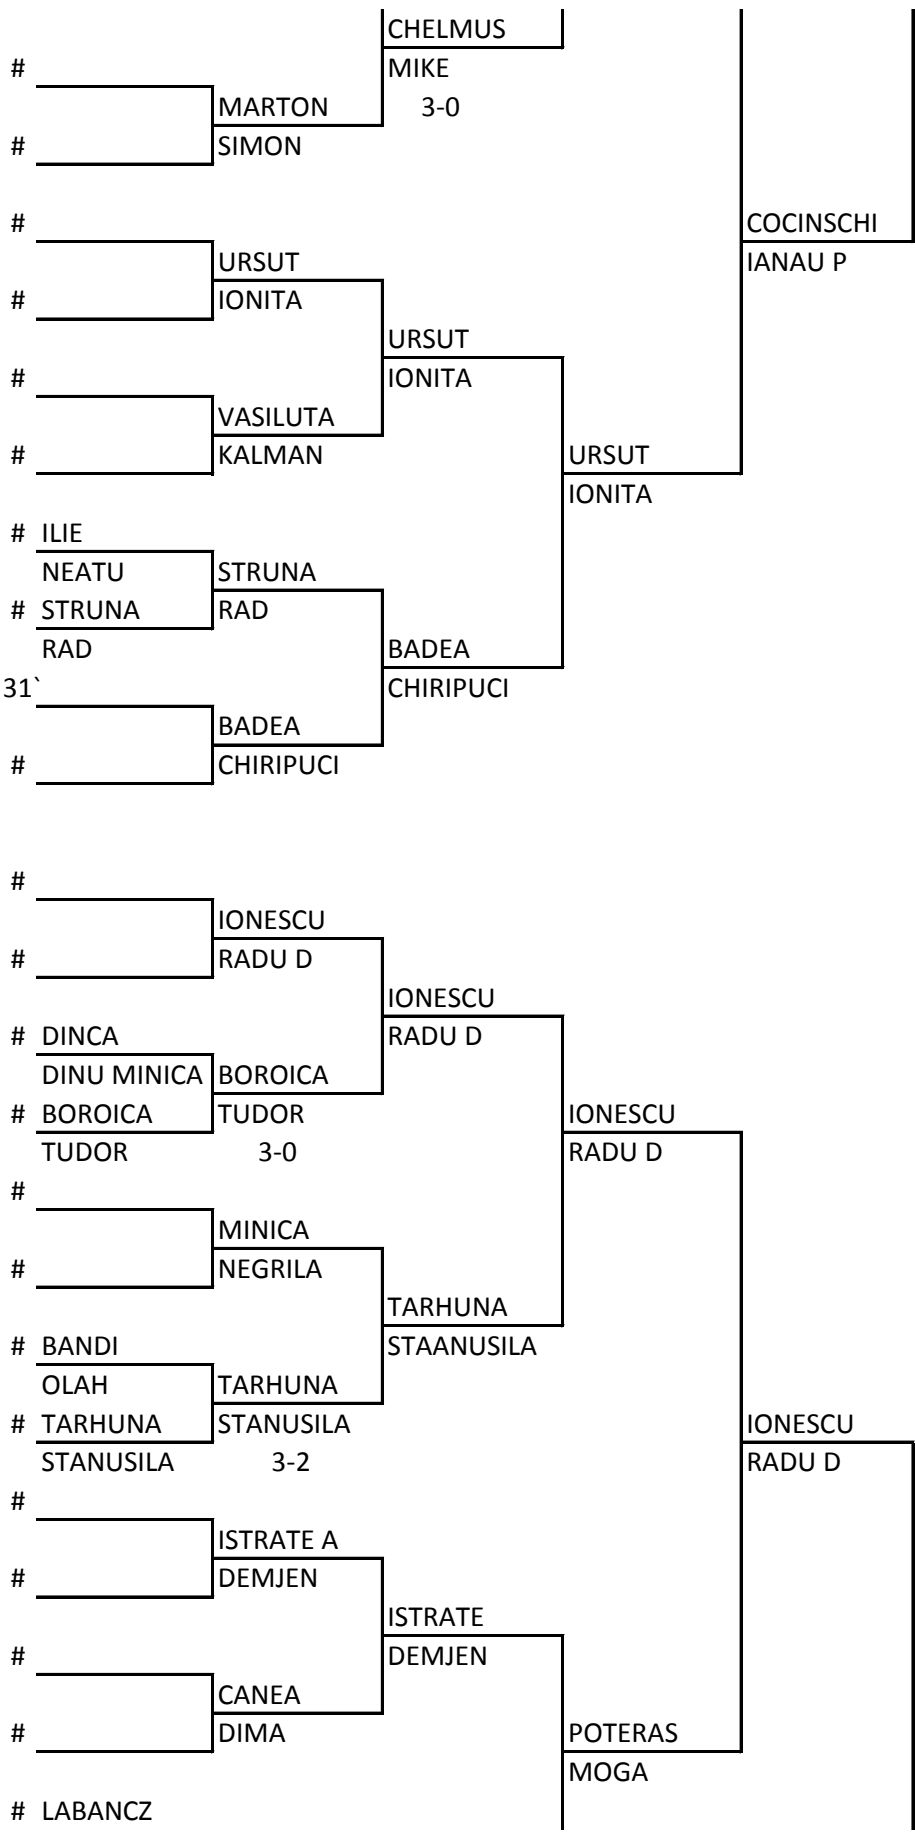 CHELMUS
# MIKE
MARTON 3-0
# SIMON
# COCINSCHI
URSUT IANAU P
# IONITA
URSUT
# IONITA
VASILUTA
# KALMAN URSUT
IONITA
# ILIE
NEATU STRUNA
# STRUNA RAD
RAD BADEA
31` CHIRIPUCI
BADEA
# CHIRIPUCI
#
IONESCU
# RADU D
IONESCU
# DINCA RADU D
DINU MINICA BOROICA
# BOROICA TUDOR IONESCU
TUDOR 3-0 RADU D
#
MINICA
# NEGRILA
TARHUNA
# BANDI STAANUSILA
OLAH TARHUNA
# TARHUNA STANUSILA IONESCU
STANUSILA 3-2 RADU D
#
ISTRATE A
# DEMJEN
ISTRATE
# DEMJEN
CANEA
# DIMA POTERAS
MOGA
# LABANCZ